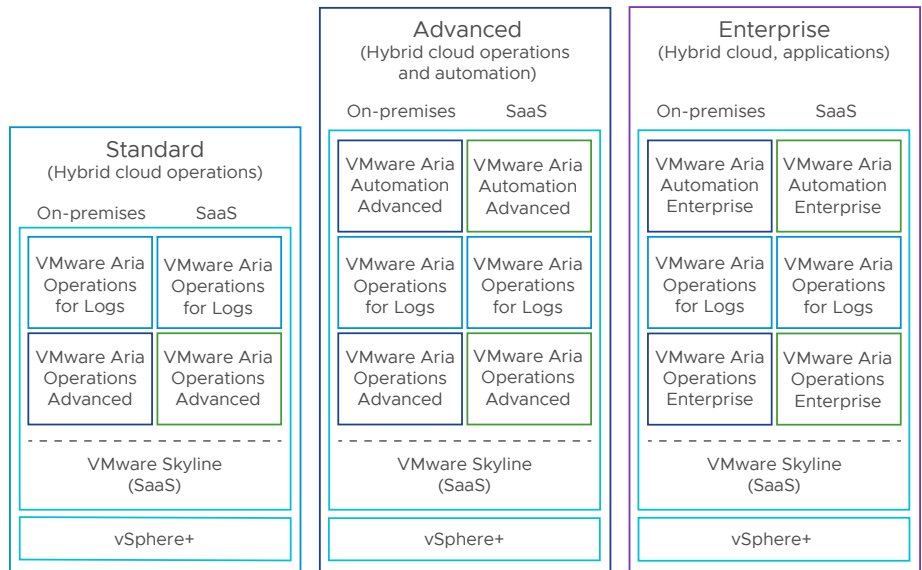 Standard
(Hybrid cloud operations)
On-premises
SaaS
VMware Aria
Operations
for Logs
VMware Aria
Operations
for Logs
VMware Aria
Operations
Advanced
VMware Aria
Operations
Advanced
VMware Skyline
(SaaS)
vSphere+
Advanced
(Hybrid cloud operations
and automation)
On-premises
SaaS
VMware Aria
Automation
Advanced
VMware Aria
Automation
Advanced
VMware Aria
Operations
for Logs
VMware Aria
Operations
for Logs
VMware Aria
Operations
Advanced
VMware Aria
Operations
Advanced
VMware Skyline
(SaaS)
vSphere+
Enterprise
(Hybrid cloud, applications)
On-premises
SaaS
VMware Aria
Automation
Enterprise
VMware Aria
Automation
Enterprise
VMware Aria
Operations
for Logs
VMware Aria
Operations
for Logs
VMware Aria
Operations
Enterprise
VMware Aria
Operations
Enterprise
VMware Skyline
(SaaS)
vSphere+